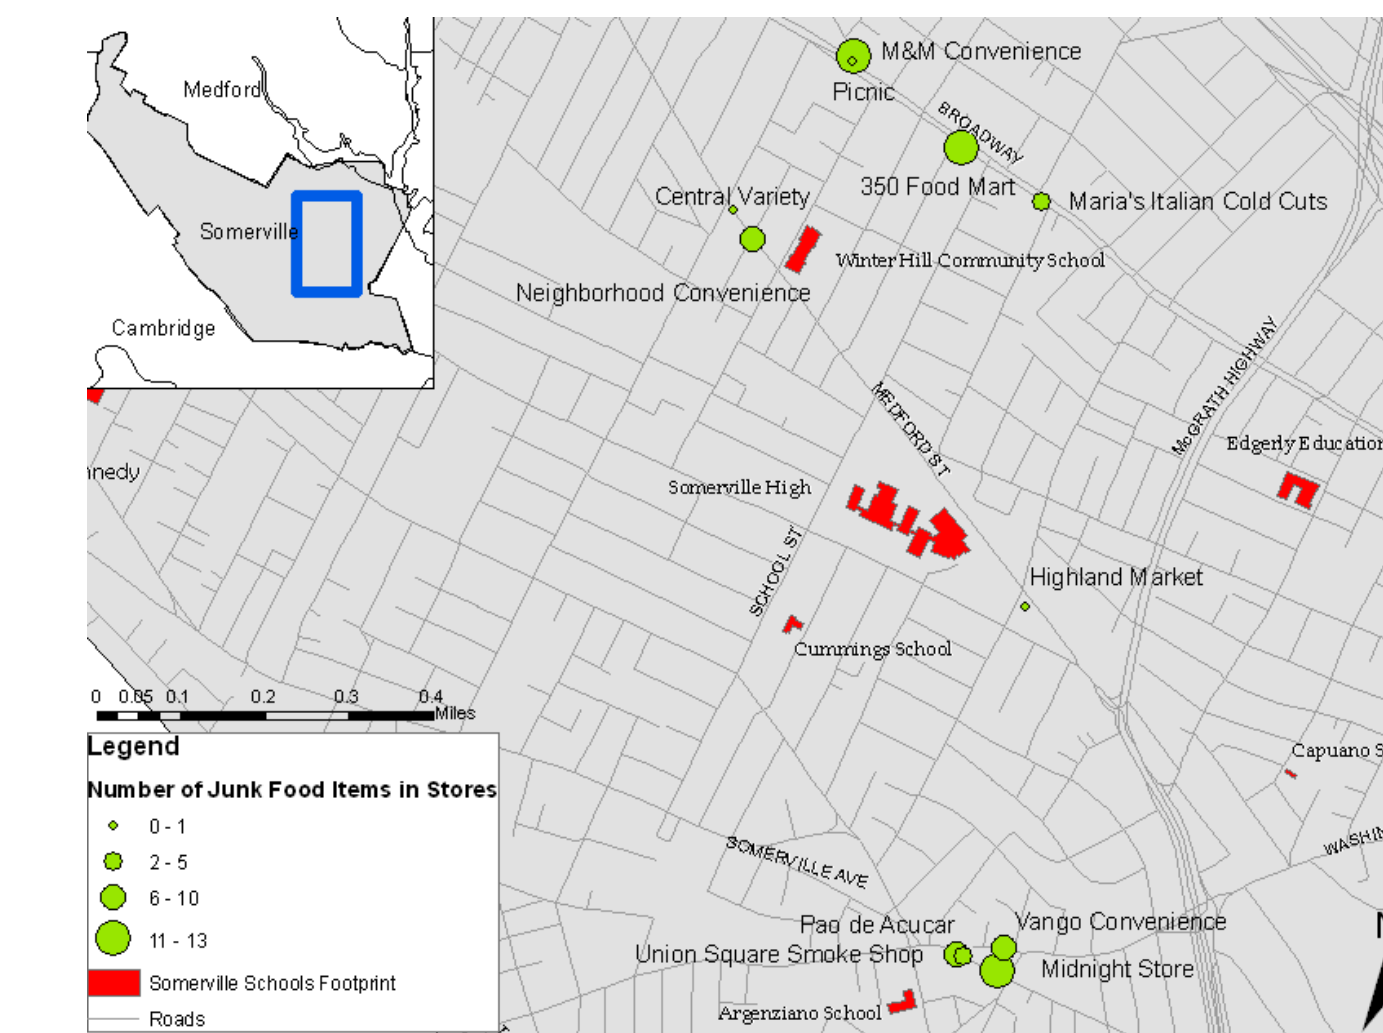 Medford
Somerville
Cambridge
M&M Convenience
Picnic
BROADWAY
350 Food Mart
Maria's Italian Cold Cuts
Central Variety
Winter Hill Community School
Neighborhood Convenience
McGRATH HIGHWAY
MEDFORD ST
Edgerly Education
nnedy
Somerville High
SCHOOL ST
Highland Market
Cummings School
0 0.05 0.1 0.2 0.3 0.4
Miles
Capuano S
WASHIN
SOMERVILLE AVE
Pao de Acucar
Vango Convenience
Union Square Smoke Shop
Midnight Store
Argenziano School
Legend
Number of Junk Food Items in Stores
0 - 1
2 - 5
6 - 10
11 - 13
Somerville Schools Footprint
Roads